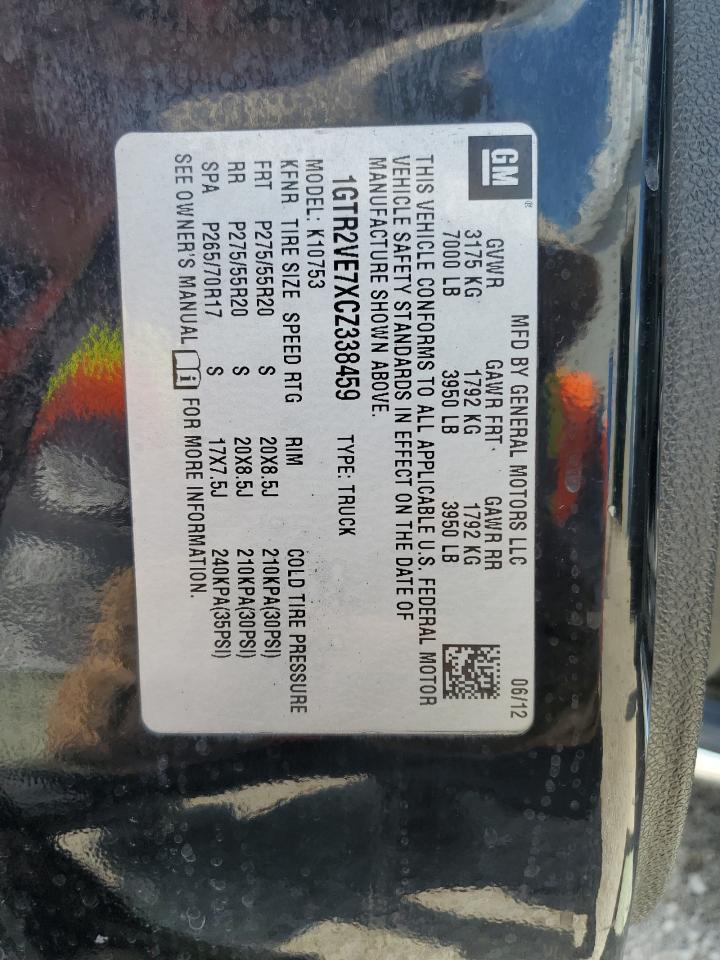 GM®
MFD BY GENERAL MOTORS LLC 06/12
GVWR GAWR FRT GAWR RR
3175 KG 1792 KG 1792 KG
7000 LB 3950 LB 3950 LB
THIS VEHICLE CONFORMS TO ALL APPLICABLE U.S. FEDERAL MOTOR
VEHICLE SAFETY STANDARDS IN EFFECT ON THE DATE OF
MANUFACTURE SHOWN ABOVE.
1GTR2VE7XCZ338459 TYPE: TRUCK
MODEL: K10753
KFNR TIRE SIZE SPEED RTG RIM COLD TIRE PRESSURE
FRT P275/55R20 S 20X8.5J 210KPA(30PSI)
RR P275/55R20 S 20X8.5J 210KPA(30PSI)
SPA P265/70R17 S 17X7.5J 240KPA(35PSI)
SEE OWNER'S MANUAL FOR MORE INFORMATION.